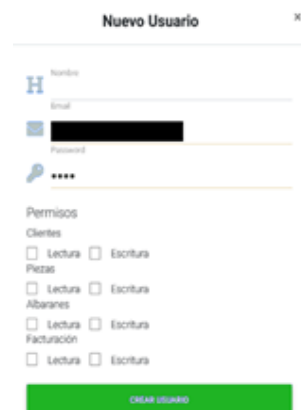 Nuevo Usuario
x
Nombre
Email
Password
••••
Permisos
Clientes
Lectura Escritura
Piezas
Lectura Escritura
Albaranes
Lectura Escritura
Facturación
Lectura Escritura
CREAR USUARIO